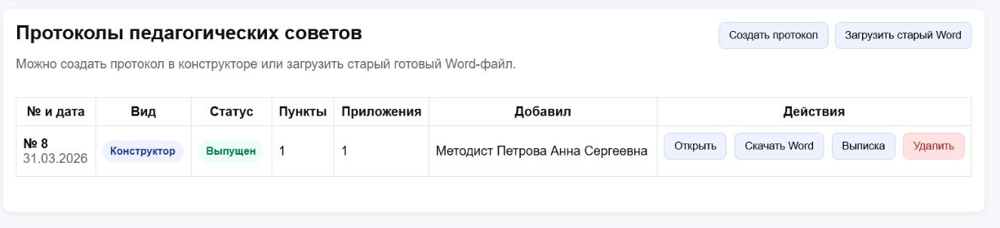 Протоколы педагогических советов
Создать протокол
Загрузить старый Word
Можно создать протокол в конструкторе или загрузить старый готовый Word-файл.
№ и дата Вид Статус Пункты Приложения Добавил Действия
№ 8
31.03.2026
Конструктор Выпущен 1 1 Методист Петрова Анна Сергеевна Открыть Скачать Word Выписка Удалить